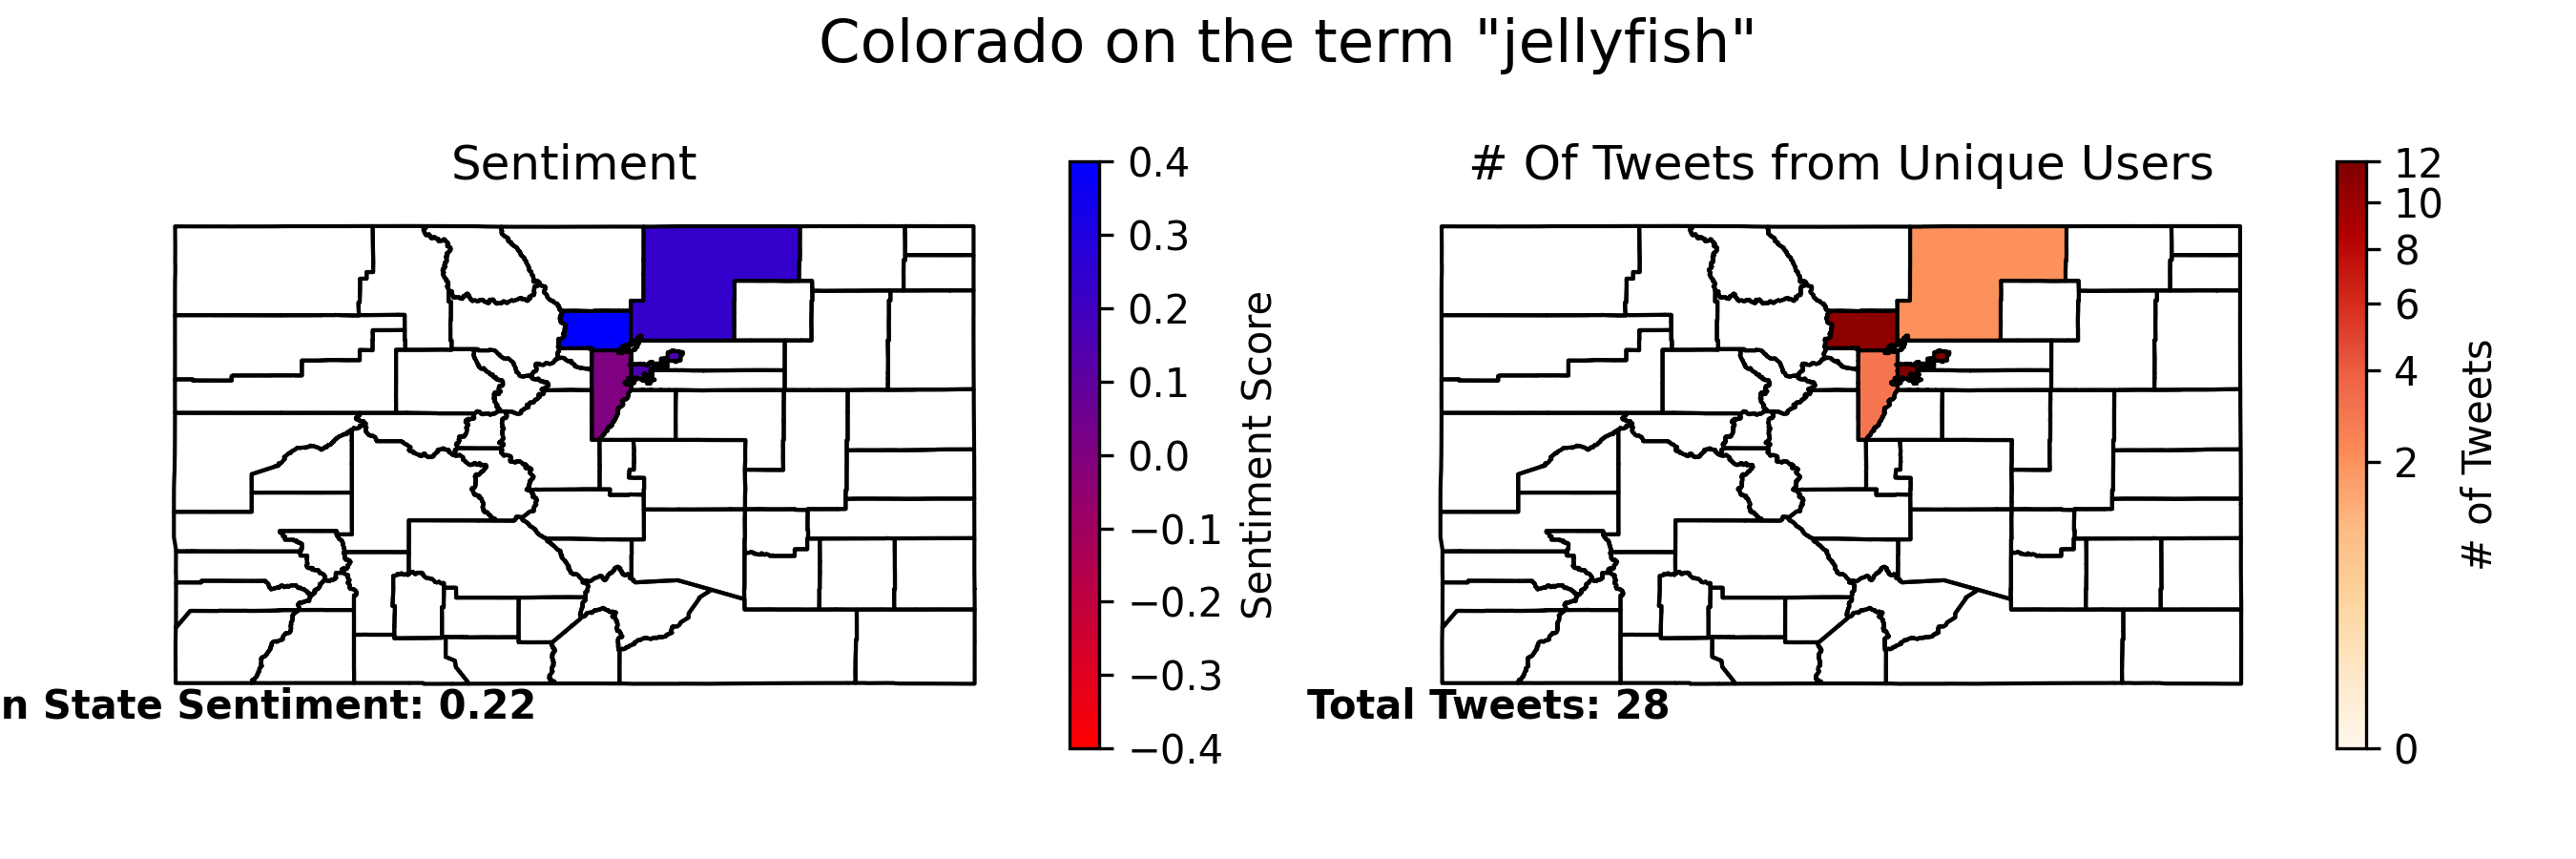 Colorado on the term "jellyfish"
Sentiment
0.4
0.3
0.2
0.1
0.0
−0.1
−0.2
−0.3
−0.4
Sentiment Score
n State Sentiment: 0.22
# Of Tweets from Unique Users
12
10
8
6
4
2
0
# of Tweets
Total Tweets: 28